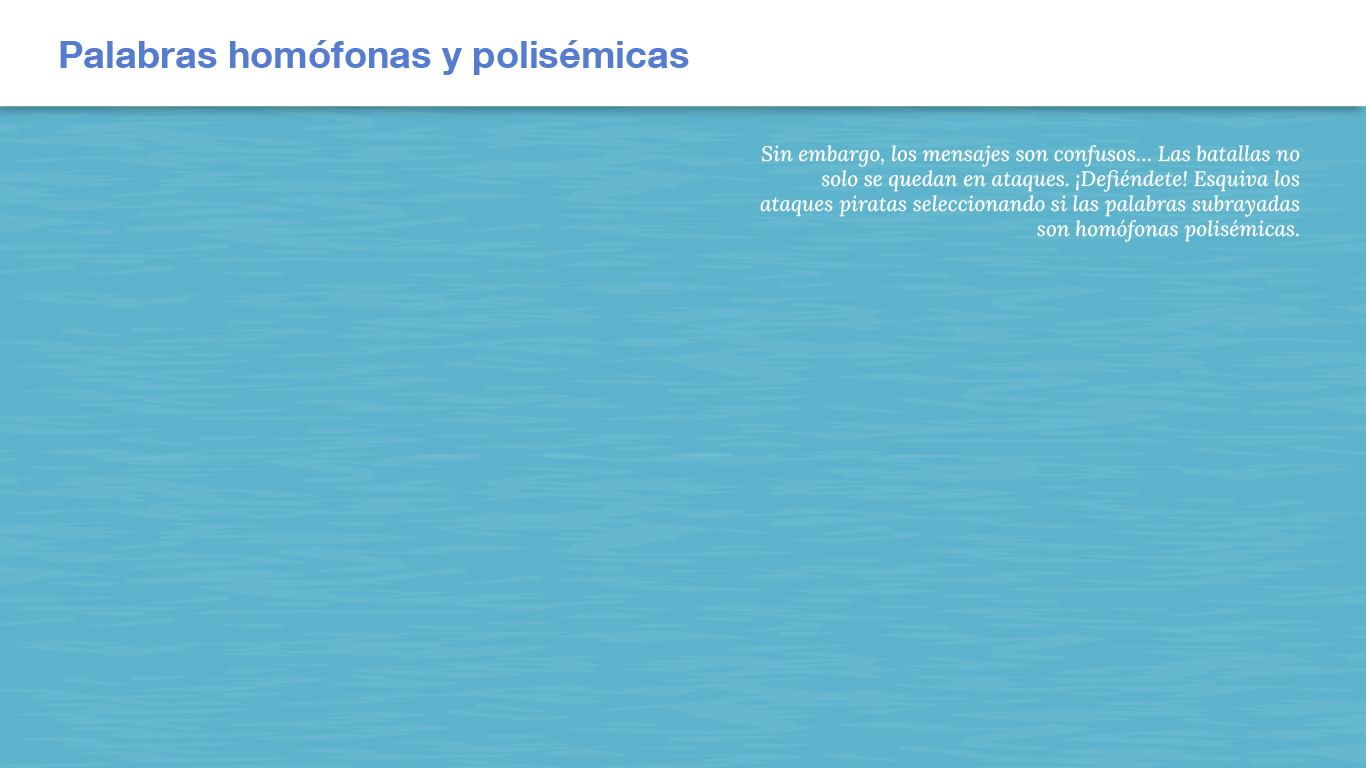 Palabras homófonas y polisémicas
Sin embargo, los mensajes son confusos... Las batallas no
solo se quedan en ataques. ¡Defiéndete! Esquiva los
ataques piratas seleccionando si las palabras subrayadas
son homófonas polisémicas.